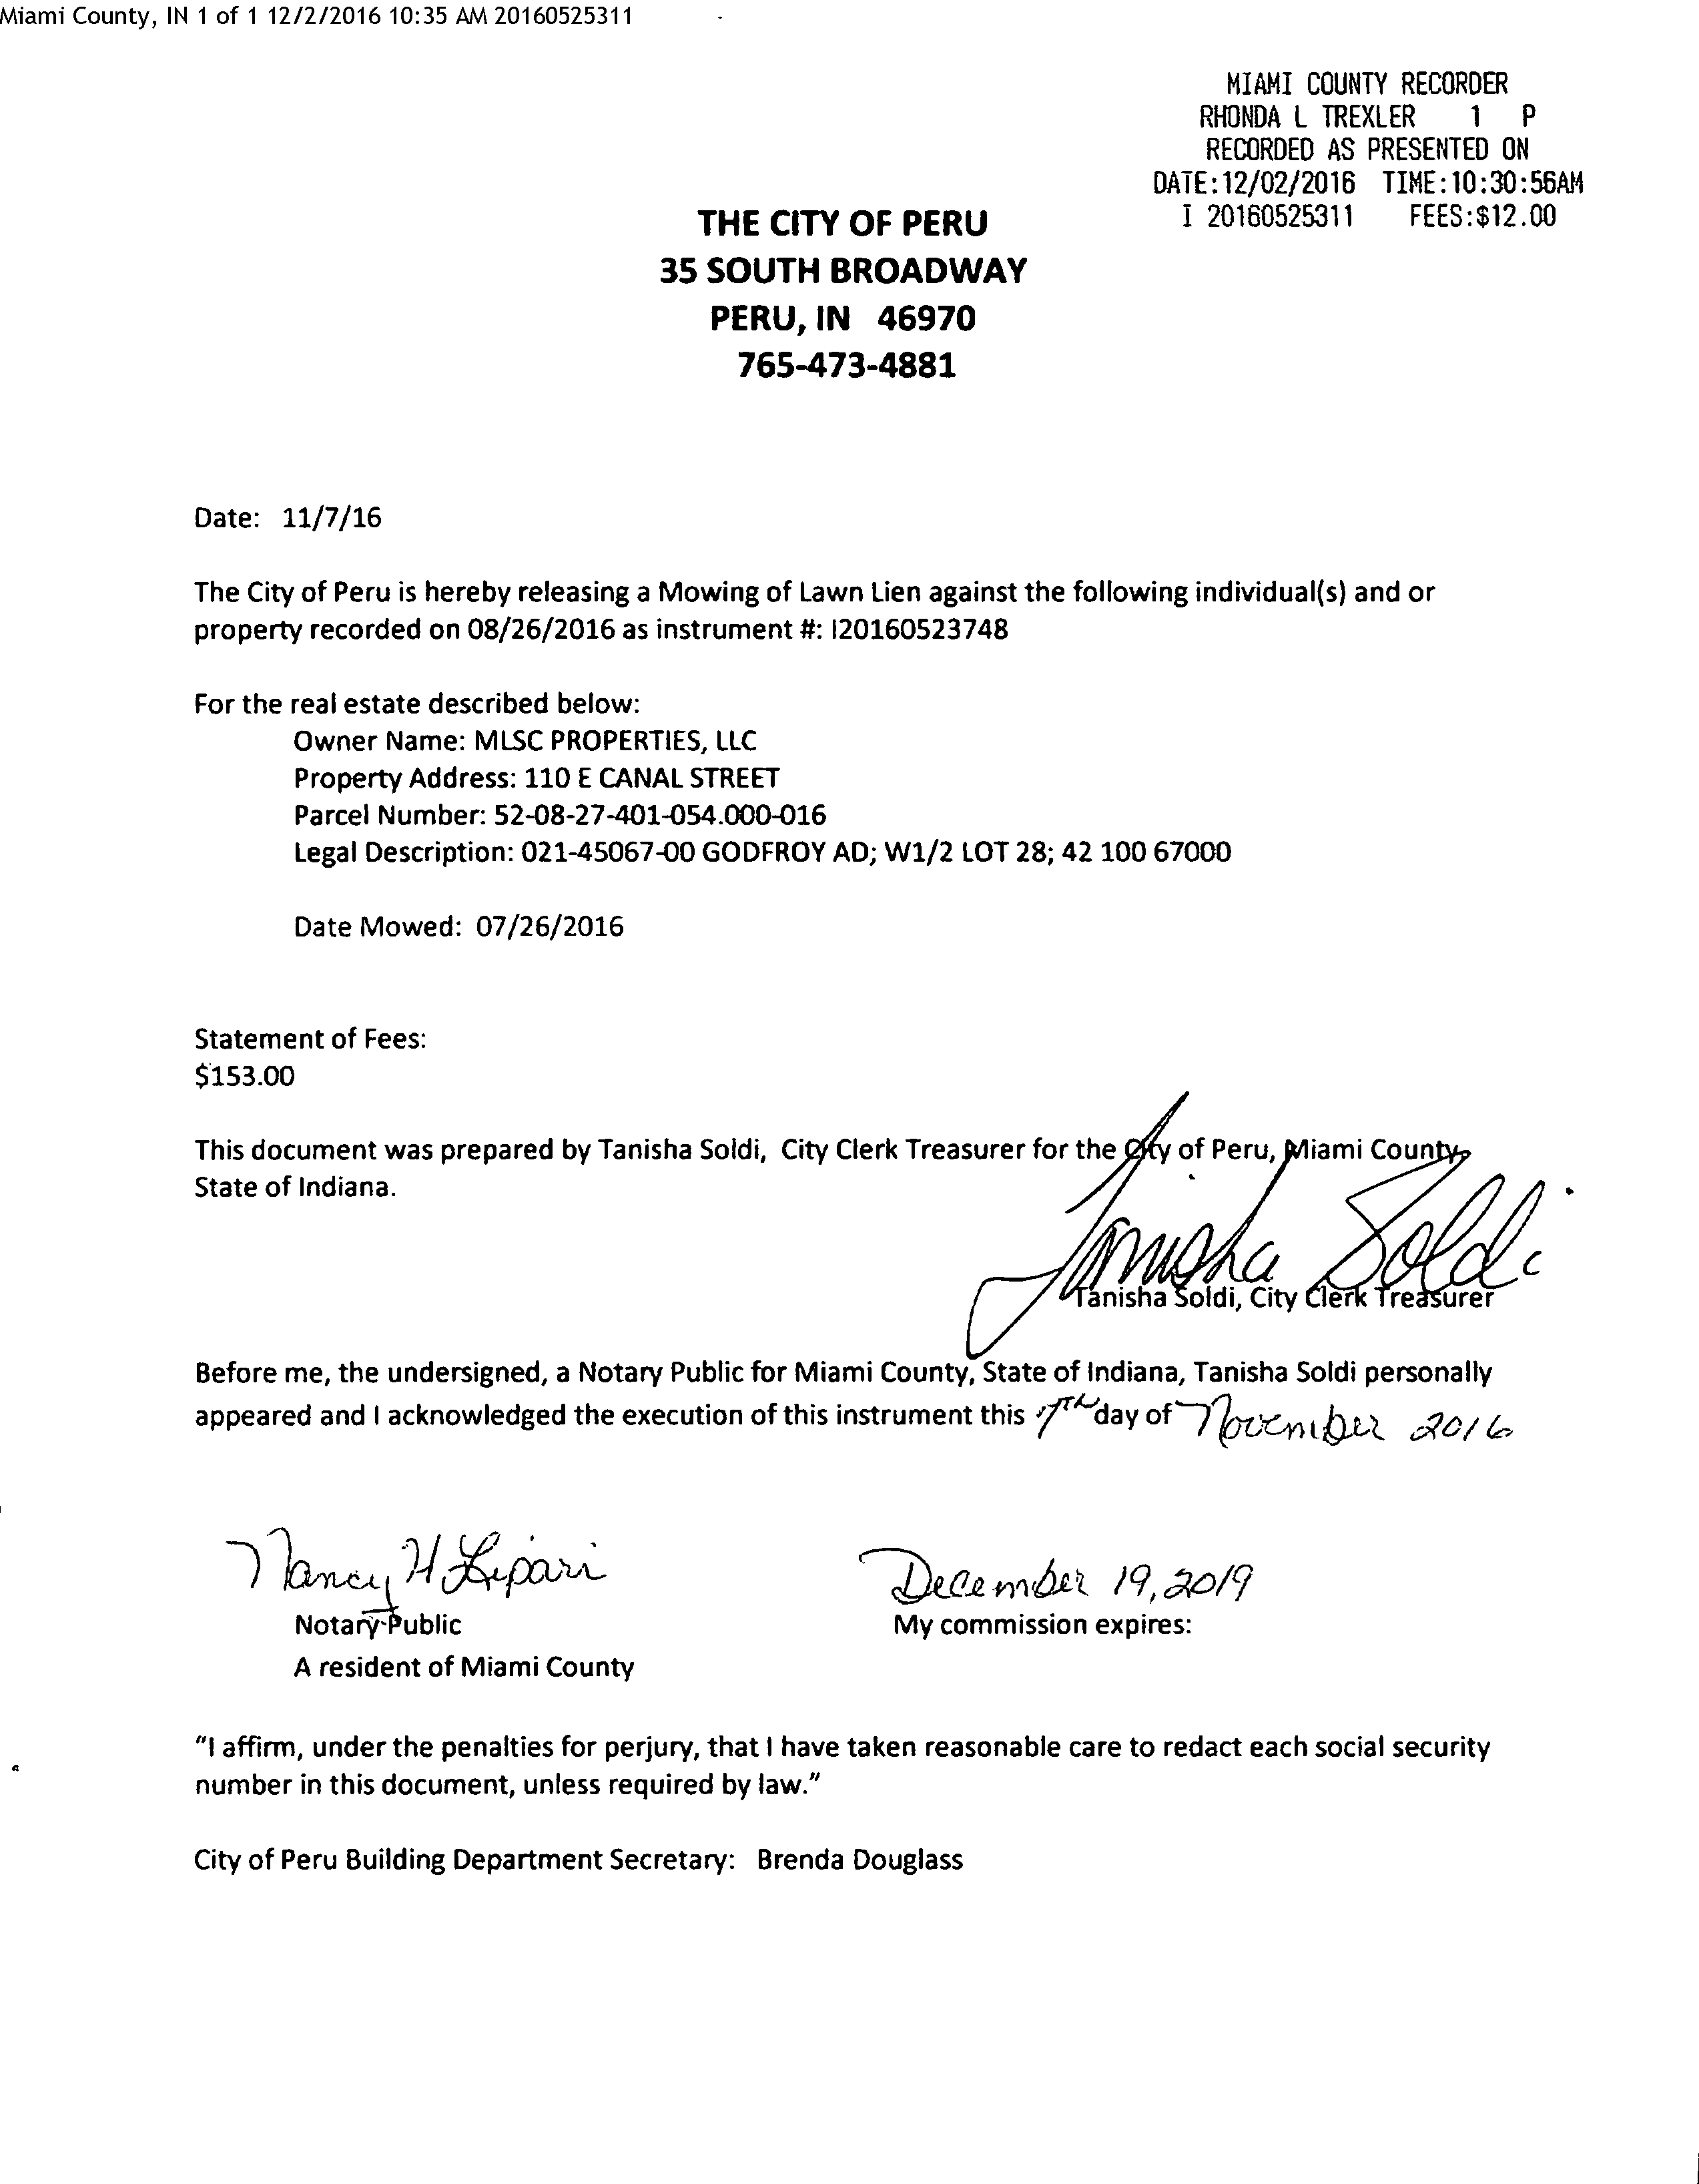 Miami County, IN 1 of 1 12/2/2016 10:35 AM 20160525311
MIAMI COUNTY RECORDER
RHONDA L TREXLER 1 P
RECORDED AS PRESENTED ON
DATE:12/02/2016 TIME:10:30:56AM
I 20160525311 FEES:$12.00
THE CITY OF PERU
35 SOUTH BROADWAY
PERU, IN 46970
765-473-4881
Date: 11/7/16
The City of Peru is hereby releasing a Mowing of Lawn Lien against the following individual(s) and or
property recorded on 08/26/2016 as instrument #: I20160523748
For the real estate described below:
Owner Name: MLSC PROPERTIES, LLC
Property Address: 110 E CANAL STREET
Parcel Number: 52-08-27-401-054.000-016
Legal Description: 021-45067-00 GODFROY AD; W1/2 LOT 28; 42 100 67000
Date Mowed: 07/26/2016
Statement of Fees:
$153.00
This document was prepared by Tanisha Soldi, City Clerk Treasurer for the City of Peru, Miami County,
State of Indiana.
Tanisha Soldi
Tanisha Soldi, City Clerk Treasurer
Before me, the undersigned, a Notary Public for Miami County, State of Indiana, Tanisha Soldi personally
appeared and I acknowledged the execution of this instrument this 7th day of November 2016
Nancy H Lipari December 19, 2019
Notary Public My commission expires:
A resident of Miami County
"I affirm, under the penalties for perjury, that I have taken reasonable care to redact each social security
number in this document, unless required by law."
City of Peru Building Department Secretary: Brenda Douglass